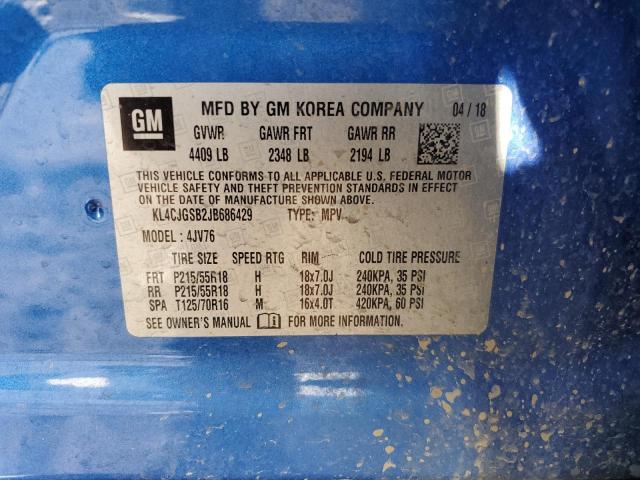 GM
MFD BY GM KOREA COMPANY 04 / 18
GVWR GAWR FRT GAWR RR
4409 LB 2348 LB 2194 LB
THIS VEHICLE CONFORMS TO ALL APPLICABLE U.S. FEDERAL MOTOR
VEHICLE SAFETY AND THEFT PREVENTION STANDARDS IN EFFECT
ON THE DATE OF MANUFACTURE SHOWN ABOVE.
KL4CJGSB2JB686429 TYPE: MPV
MODEL : 4JV76
TIRE SIZE SPEED RTG RIM COLD TIRE PRESSURE
FRT P215/55R18 H 18x7.0J 240KPA, 35 PSI
RR P215/55R18 H 18x7.0J 240KPA, 35 PSI
SPA T125/70R16 M 16x4.0T 420KPA, 60 PSI
SEE OWNER'S MANUAL FOR MORE INFORMATION.